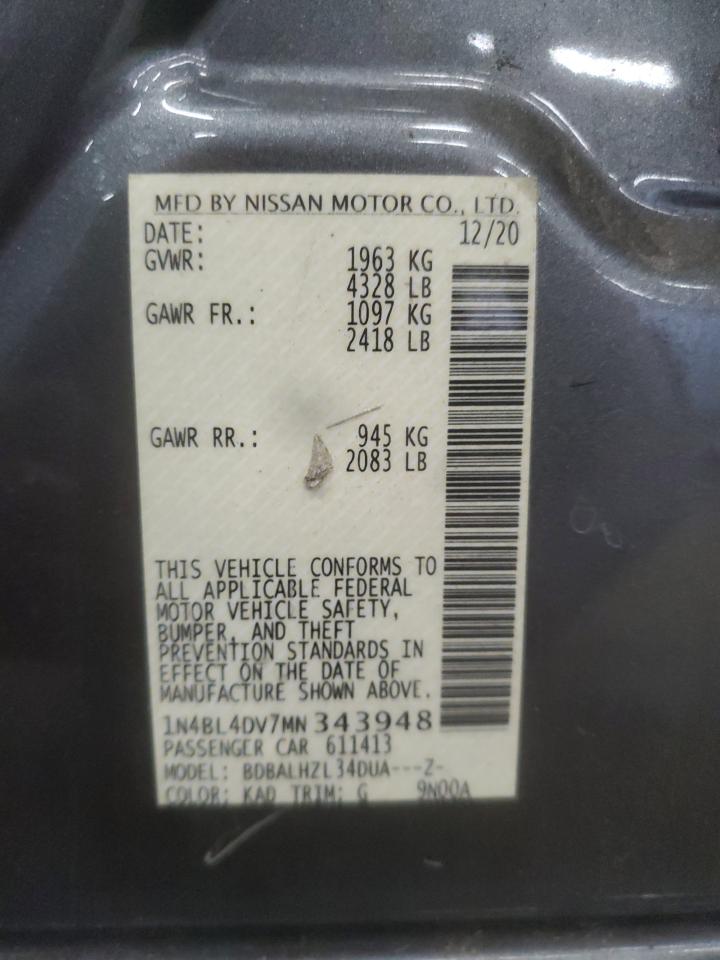 MFD BY NISSAN MOTOR CO., LTD.
DATE: 12/20
GVWR: 1963 KG
4328 LB
GAWR FR.: 1097 KG
2418 LB
GAWR RR.: 945 KG
2083 LB
THIS VEHICLE CONFORMS TO
ALL APPLICABLE FEDERAL
MOTOR VEHICLE SAFETY,
BUMPER, AND THEFT
PREVENTION STANDARDS IN
EFFECT ON THE DATE OF
MANUFACTURE SHOWN ABOVE.
1N4BL4DV7MN 343948
PASSENGER CAR 611413
MODEL: BDBALHZL34DUA---Z-
COLOR: KAD TRIM: G 9N00A